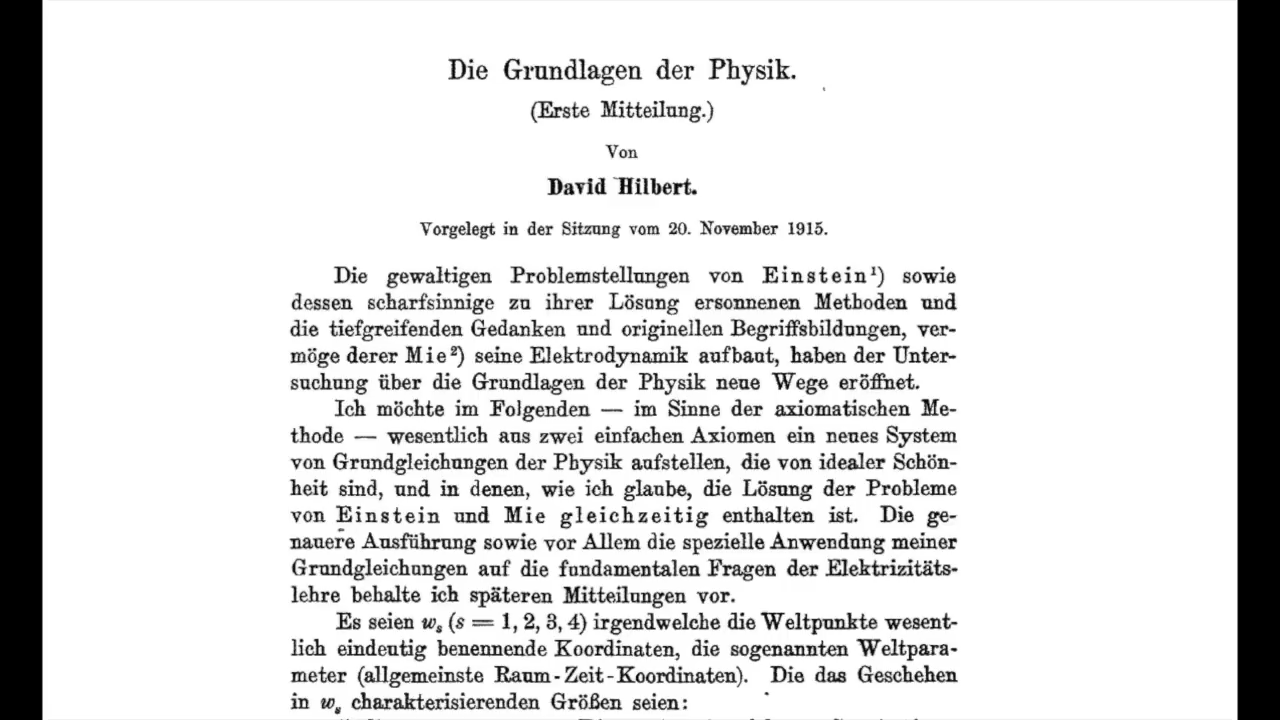 Die Grundlagen der Physik.
(Erste Mitteilung.)
Von
David Hilbert.
Vorgelegt in der Sitzung vom 20. November 1915.
Die gewaltigen Problemstellungen von Einstein¹) sowie
dessen scharfsinnige zu ihrer Lösung ersonnenen Methoden und
die tiefgreifenden Gedanken und originellen Begriffsbildungen, ver-
möge derer Mie²) seine Elektrodynamik aufbaut, haben der Unter-
suchung über die Grundlagen der Physik neue Wege eröffnet.
Ich möchte im Folgenden — im Sinne der axiomatischen Me-
thode — wesentlich aus zwei einfachen Axiomen ein neues System
von Grundgleichungen der Physik aufstellen, die von idealer Schön-
heit sind, und in denen, wie ich glaube, die Lösung der Probleme
von Einstein und Mie gleichzeitig enthalten ist. Die ge-
nauere Ausführung sowie vor Allem die spezielle Anwendung meiner
Grundgleichungen auf die fundamentalen Fragen der Elektrizitäts-
lehre behalte ich späteren Mitteilungen vor.
Es seien wₛ (s = 1, 2, 3, 4) irgendwelche die Weltpunkte wesent-
lich eindeutig benennende Koordinaten, die sogenannten Weltpara-
meter (allgemeinste Raum-Zeit-Koordinaten). Die das Geschehen
in wₛ charakterisierenden Größen seien: